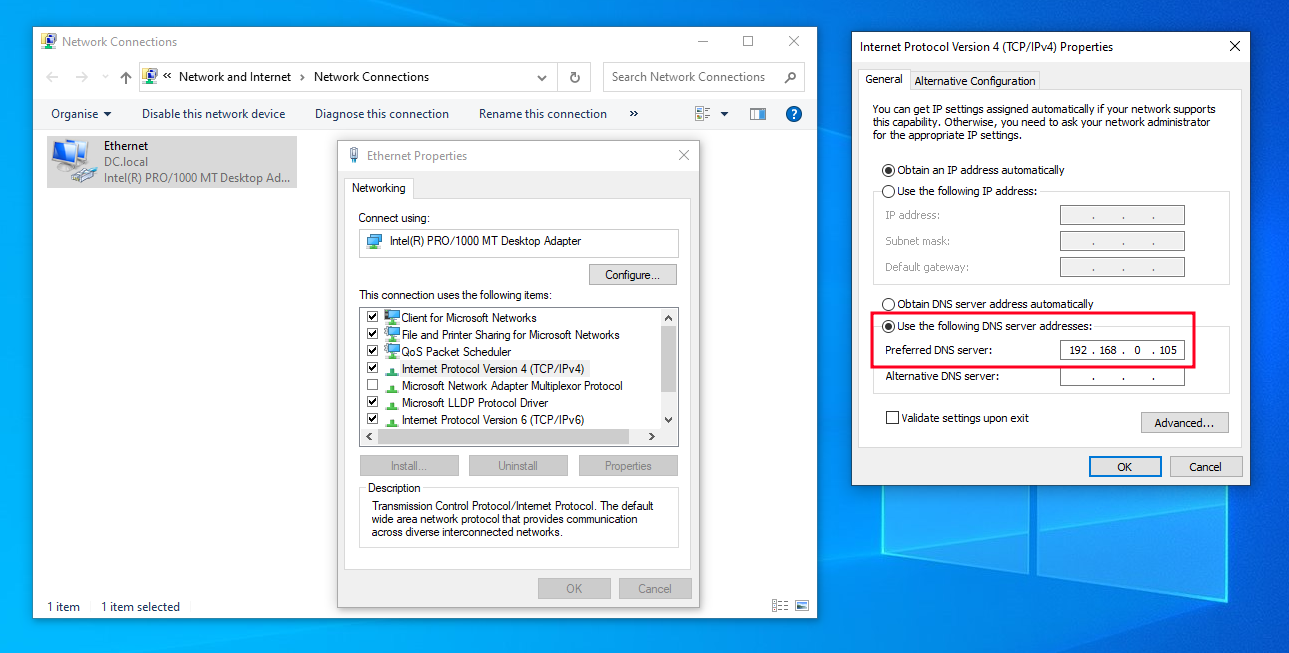 Network Connections
« Network and Internet › Network Connections
Search Network Connections
Organise
Disable this network device
Diagnose this connection
Rename this connection
»
?
Ethernet
DC.local
Intel(R) PRO/1000 MT Desktop Ad...
1 item
1 item selected
Ethernet Properties
Networking
Connect using:
Intel(R) PRO/1000 MT Desktop Adapter
Configure...
This connection uses the following items:
Client for Microsoft Networks
File and Printer Sharing for Microsoft Networks
QoS Packet Scheduler
Internet Protocol Version 4 (TCP/IPv4)
Microsoft Network Adapter Multiplexor Protocol
Microsoft LLDP Protocol Driver
Internet Protocol Version 6 (TCP/IPv6)
Install...
Uninstall
Properties
Description
Transmission Control Protocol/Internet Protocol. The default
wide area network protocol that provides communication
across diverse interconnected networks.
OK
Cancel
Internet Protocol Version 4 (TCP/IPv4) Properties
General
Alternative Configuration
You can get IP settings assigned automatically if your network supports
this capability. Otherwise, you need to ask your network administrator
for the appropriate IP settings.
Obtain an IP address automatically
Use the following IP address:
IP address: . . .
Subnet mask: . . .
Default gateway: . . .
Obtain DNS server address automatically
Use the following DNS server addresses:
Preferred DNS server: 192 . 168 . 0 . 105
Alternative DNS server: . . .
Validate settings upon exit
Advanced...
OK
Cancel